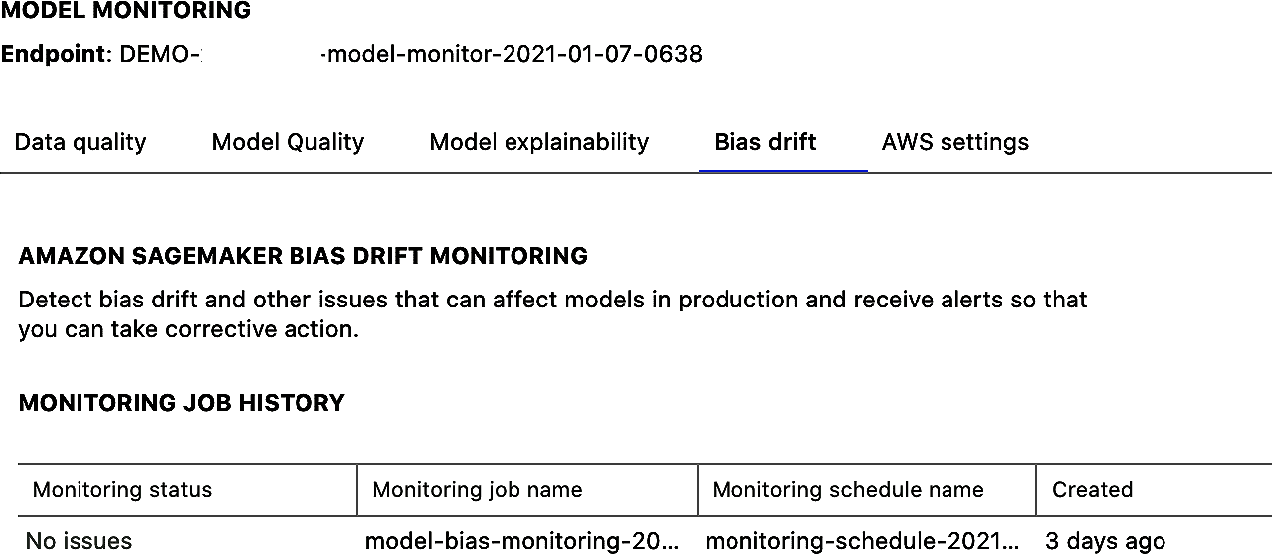 MODEL MONITORING
Endpoint: DEMO- -model-monitor-2021-01-07-0638
Data quality Model Quality Model explainability Bias drift AWS settings
AMAZON SAGEMAKER BIAS DRIFT MONITORING
Detect bias drift and other issues that can affect models in production and receive alerts so that
you can take corrective action.
MONITORING JOB HISTORY
Monitoring status Monitoring job name Monitoring schedule name Created
No issues model-bias-monitoring-20... monitoring-schedule-2021... 3 days ago